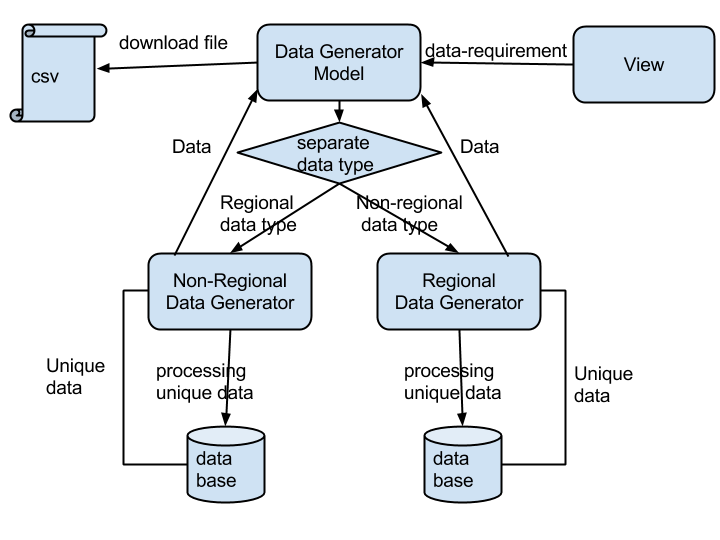 download file
Data Generator
Model
data-requirement
View
csv
Data
separate
data type
Data
Regional
data type
Non-regional
data type
Non-Regional
Data Generator
Regional
Data Generator
Unique
data
processing
unique data
processing
unique data
Unique
data
data
base
data
base